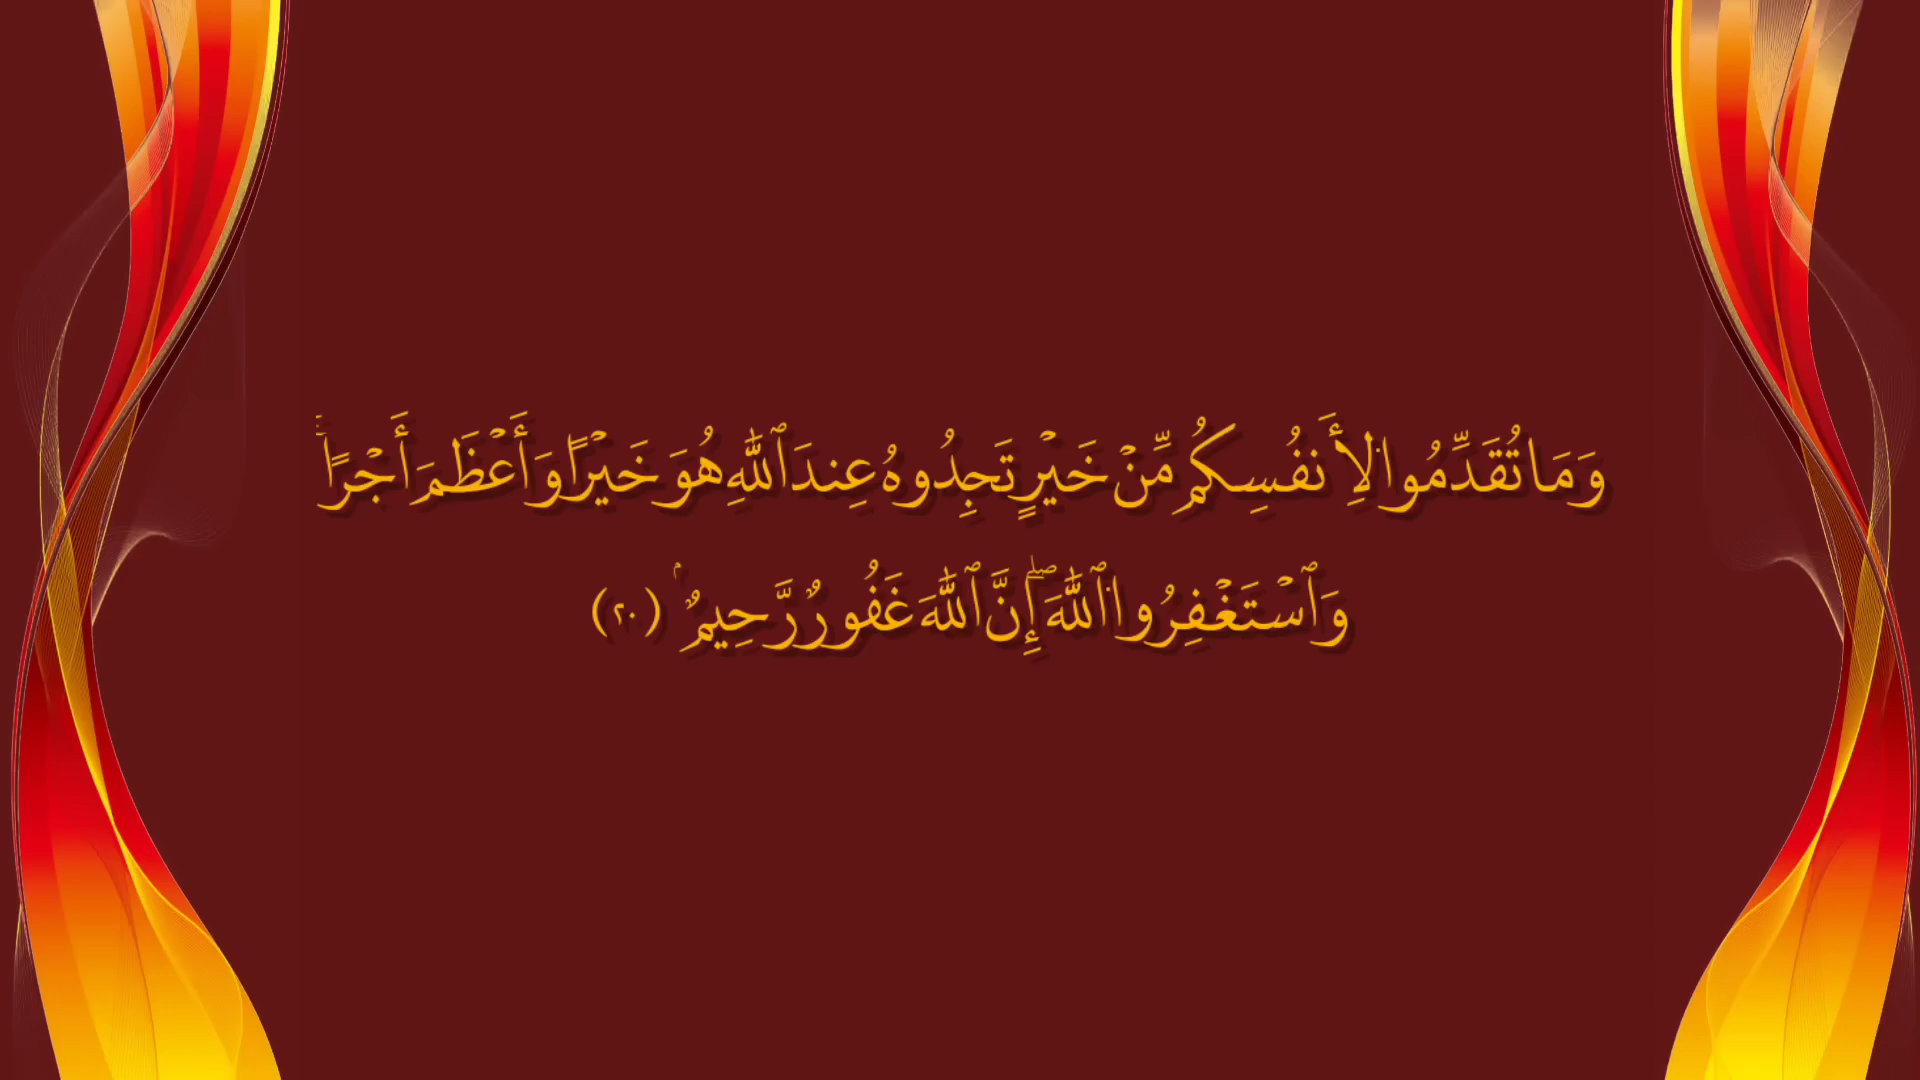 وَمَا تُقَدِّمُوا۟ لِأَنفُسِكُم مِّنۡ خَيۡرٍ تَجِدُوهُ عِندَ ٱللَّهِ هُوَ خَيۡرًا وَأَعۡظَمَ أَجۡرًاۚ
وَٱسۡتَغۡفِرُوا۟ ٱللَّهَۖ إِنَّ ٱللَّهَ غَفُورٌ رَّحِيمٌۢ (٢٠)